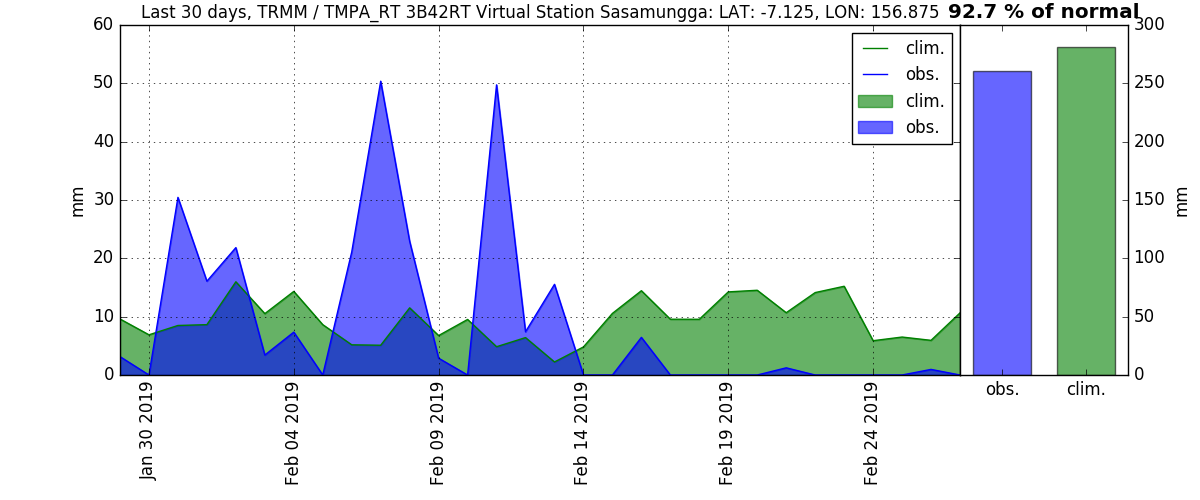 Last 30 days, TRMM / TMPA_RT 3B42RT Virtual Station Sasamungga: LAT: -7.125, LON: 156.875
92.7 % of normal
60
50
40
30
20
10
0
mm
clim.
obs.
clim.
obs.
300
250
200
150
100
50
0
mm
Jan 30 2019
Feb 04 2019
Feb 09 2019
Feb 14 2019
Feb 19 2019
Feb 24 2019
obs.
clim.